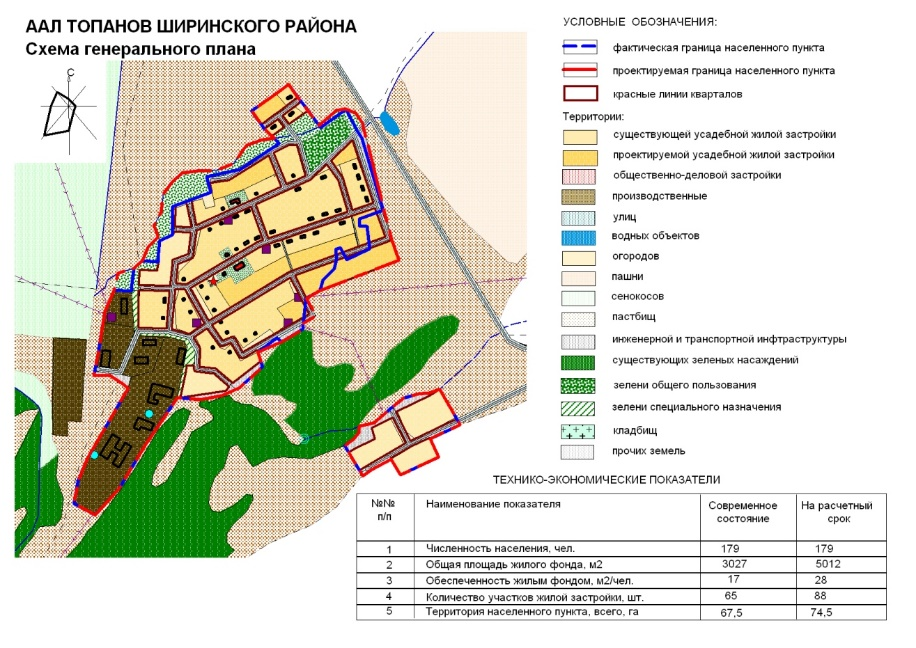 ААЛ ТОПАНОВ ШИРИНСКОГО РАЙОНА
Схема генерального плана
С
УСЛОВНЫЕ ОБОЗНАЧЕНИЯ:
фактическая граница населенного пункта
проектируемая граница населенного пункта
красные линии кварталов
Территории:
существующей усадебной жилой застройки
проектируемой усадебной жилой застройки
общественно-деловой застройки
производственные
улиц
водных объектов
огородов
пашни
сенокосов
пастбищ
инженерной и транспортной инфтраструктуры
существующих зеленых насаждений
зелени общего пользования
зелени специального назначения
кладбищ
прочих земель
ТЕХНИКО-ЭКОНОМИЧЕСКИЕ ПОКАЗАТЕЛИ
№№ п/п Наименование показателя Современное состояние На расчетный срок
1 Численность населения, чел. 179 179
2 Общая площадь жилого фонда, м2 3027 5012
3 Обеспеченность жилым фондом, м2/чел. 17 28
4 Количество участков жилой застройки, шт. 65 88
5 Территория населенного пункта, всего, га 67,5 74,5